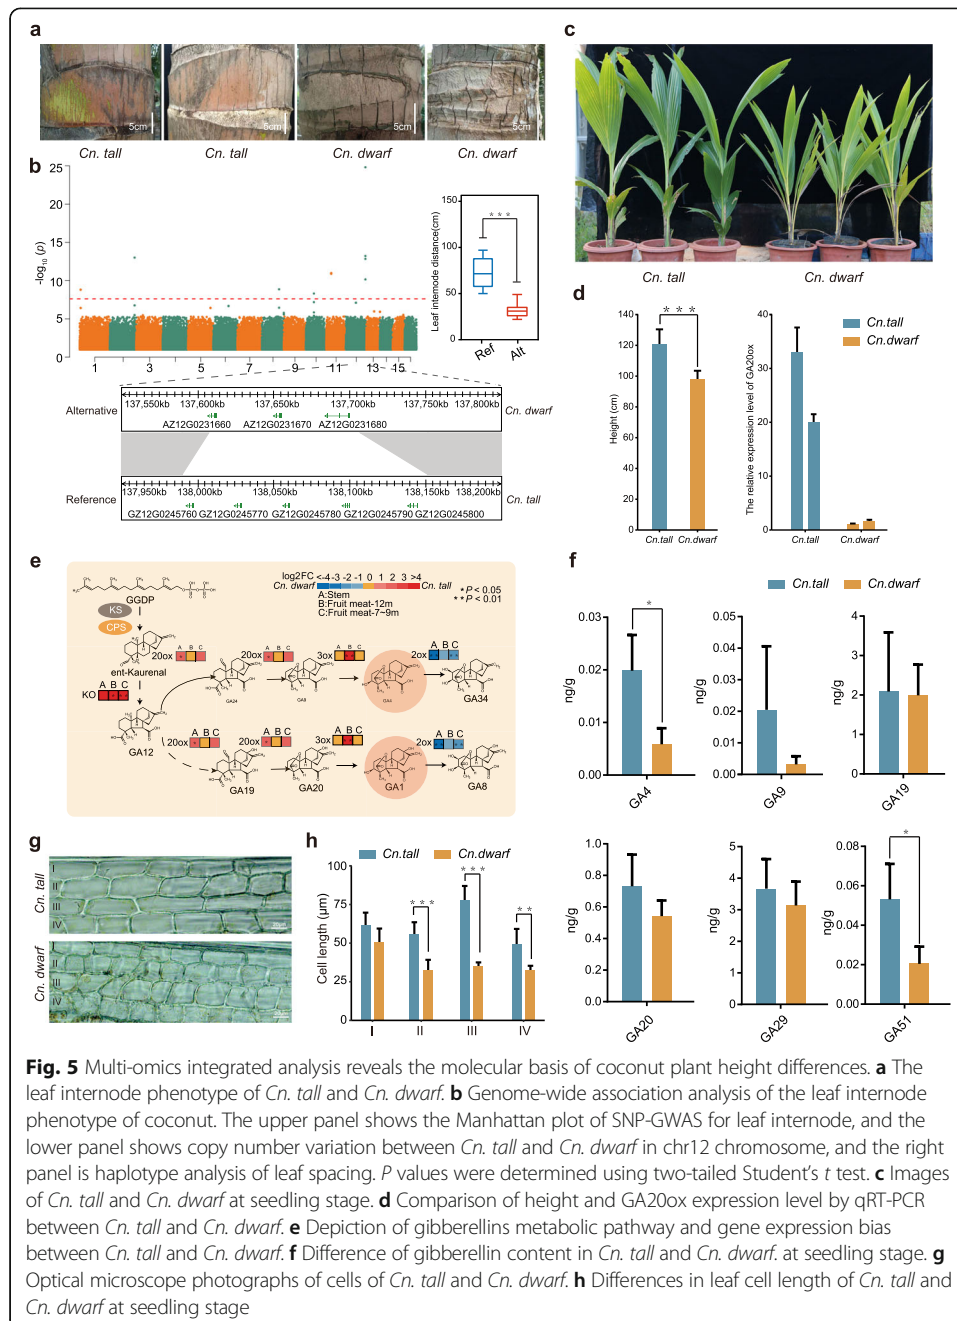 a
5cm
5cm
5cm
5cm
Cn. tall
Cn. tall
Cn. dwarf
Cn. dwarf
b
-log10 (p)
25
20
15
10
5
0
1 3 5 7 9 11 13 15
Leaf internode distance(cm)
150
100
50
0
***
Ref Alt
Alternative
137,550kb 137,600kb 137,650kb 137,700kb 137,750kb 137,800kb
AZ12G0231660 AZ12G0231670 AZ12G0231680
Cn. dwarf
Reference
137,950kb 138,000kb 138,050kb 138,100kb 138,150kb 138,200kb
GZ12G0245760 GZ12G0245770 GZ12G0245780 GZ12G0245790 GZ12G0245800
Cn. tall
c
Cn. tall
Cn. dwarf
d
Height (cm)
140
120
100
80
60
40
20
0
***
Cn.tall Cn.dwarf
The relative expression level of GA20ox
40
30
20
10
0
Cn.tall Cn.dwarf
Cn.tall
Cn.dwarf
e
log2FC <-4 -3 -2 -1 0 1 2 3 >4
Cn. dwarf Cn. tall
A:Stem
B:Fruit meat-12m
C:Fruit meat-7~9m
*P < 0.05
**P < 0.01
GGDP
KS
CPS
ent-Kaurenal
KO A B C
GA12
20ox A B C
GA24
20ox A B C
GA9
3ox A B C
GA4
2ox A B C
GA34
20ox A B C
GA19
20ox A B C
GA20
3ox A B C
GA1
2ox A B C
GA8
f
Cn.tall Cn.dwarf
ng/g
0.04
0.03
0.02
0.01
0.00
*
GA4
ng/g
0.05
0.04
0.03
0.02
0.01
0.00
GA9
ng/g
4
3
2
1
0
GA19
ng/g
1.0
0.8
0.6
0.4
0.2
0.0
GA20
ng/g
5
4
3
2
1
0
GA29
ng/g
0.08
0.06
0.04
0.02
0.00
*
GA51
g
Cn. tall
I
II
III
IV
Cn. dwarf
I
II
III
IV
h
Cn.tall Cn.dwarf
Cell length (μm)
100
75
50
25
0
***
***
**
I II III IV
Fig. 5 Multi-omics integrated analysis reveals the molecular basis of coconut plant height differences. a The
leaf internode phenotype of Cn. tall and Cn. dwarf. b Genome-wide association analysis of the leaf internode
phenotype of coconut. The upper panel shows the Manhattan plot of SNP-GWAS for leaf internode, and the
lower panel shows copy number variation between Cn. tall and Cn. dwarf in chr12 chromosome, and the right
panel is haplotype analysis of leaf spacing. P values were determined using two-tailed Student's t test. c Images
of Cn. tall and Cn. dwarf at seedling stage. d Comparison of height and GA20ox expression level by qRT-PCR
between Cn. tall and Cn. dwarf. e Depiction of gibberellins metabolic pathway and gene expression bias
between Cn. tall and Cn. dwarf. f Difference of gibberellin content in Cn. tall and Cn. dwarf. at seedling stage. g
Optical microscope photographs of cells of Cn. tall and Cn. dwarf. h Differences in leaf cell length of Cn. tall and
Cn. dwarf at seedling stage